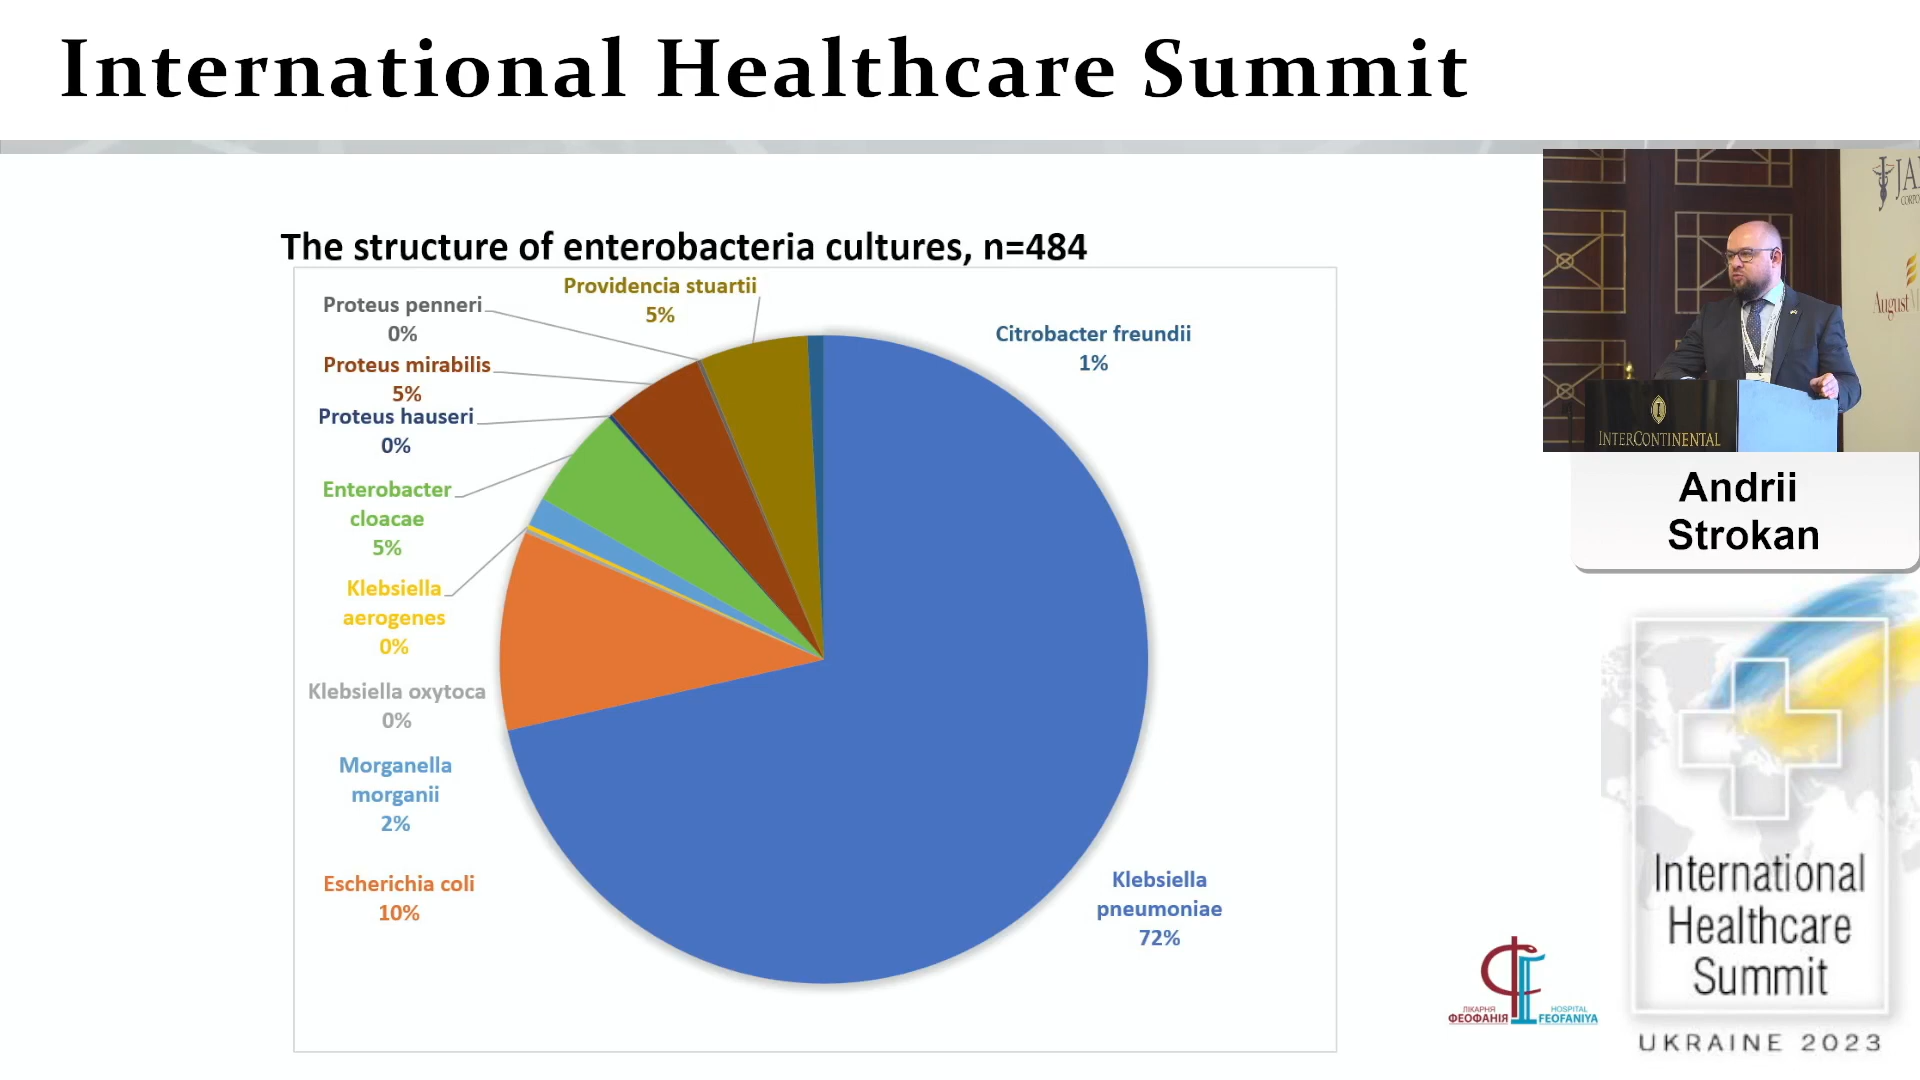 International Healthcare Summit
The structure of enterobacteria cultures, n=484
Providencia stuartii
5%
Proteus penneri
0%
Proteus mirabilis
5%
Proteus hauseri
0%
Enterobacter
cloacae
5%
Klebsiella
aerogenes
0%
Klebsiella oxytoca
0%
Morganella
morganii
2%
Escherichia coli
10%
Citrobacter freundii
1%
Klebsiella
pneumoniae
72%
ЛІКАРНЯ
ФЕОФАНІЯ
HOSPITAL
FEOFANIYA
INTERCONTINENTAL
August
Andrii
Strokan
International
Healthcare
Summit
UKRAINE 2023